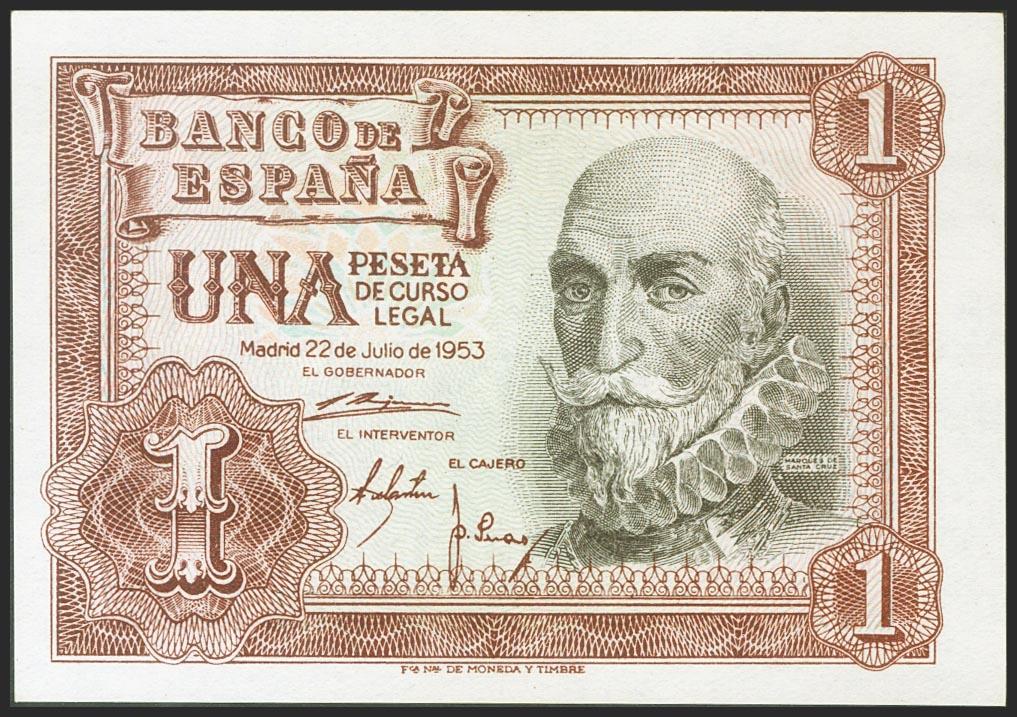 BANCO DE
ESPAÑA
1
UNA PESETA
DE CURSO
LEGAL
Madrid 22 de Julio de 1953
EL GOBERNADOR
EL INTERVENTOR
EL CAJERO
MARQUES DE
SANTA CRUZ
1
1
Fca Nal DE MONEDA Y TIMBRE